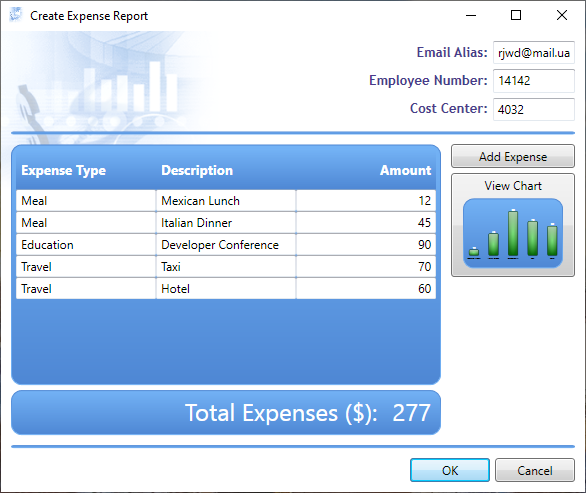 Create Expense Report
Email Alias: rjwd@mail.ua
Employee Number: 14142
Cost Center: 4032
Expense Type Description Amount
Meal Mexican Lunch 12
Meal Italian Dinner 45
Education Developer Conference 90
Travel Taxi 70
Travel Hotel 60
Total Expenses ($): 277
Add Expense
View Chart
OK Cancel